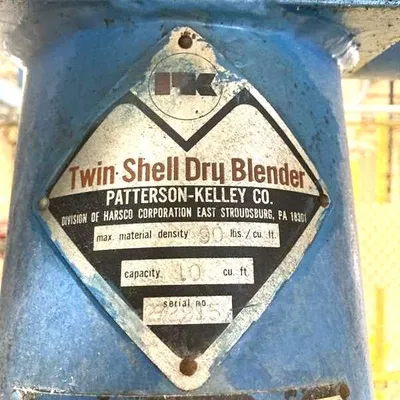 PK
Twin-Shell Dry Blender
PATTERSON-KELLEY CO.
DIVISION OF HARSCO CORPORATION EAST STROUDSBURG, PA 18301
max. material density 90 lbs / cu. ft.
capacity 10 cu. ft.
serial no.